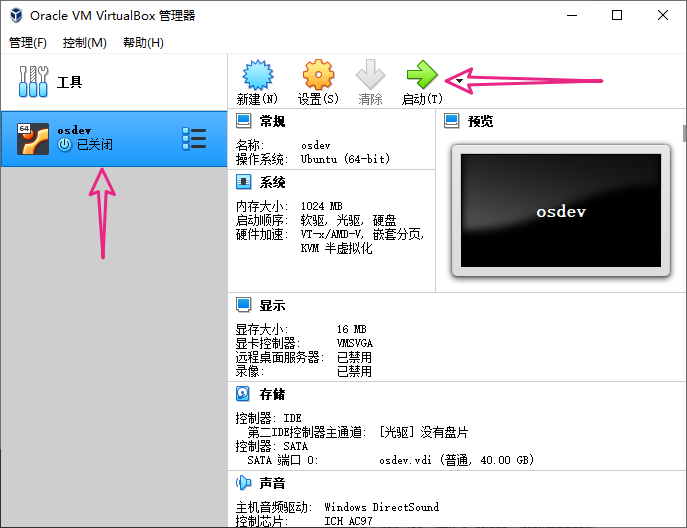 Oracle VM VirtualBox 管理器
管理(F) 控制(M) 帮助(H)
工具
新建(N) 设置(S) 清除 启动(T)
64
osdev
已关闭
常规
名称: osdev
操作系统: Ubuntu (64-bit)
预览
osdev
系统
内存大小: 1024 MB
启动顺序: 软驱, 光驱, 硬盘
硬件加速: VT-x/AMD-V, 嵌套分页,
KVM 半虚拟化
显示
显存大小: 16 MB
显卡控制器: VMSVGA
远程桌面服务器: 已禁用
录像: 已禁用
存储
控制器: IDE
第二IDE控制器主通道: [光驱] 没有盘片
控制器: SATA
SATA 端口 0: osdev.vdi (普通, 40.00 GB)
声音
主机音频驱动: Windows DirectSound
控制芯片: ICH AC97